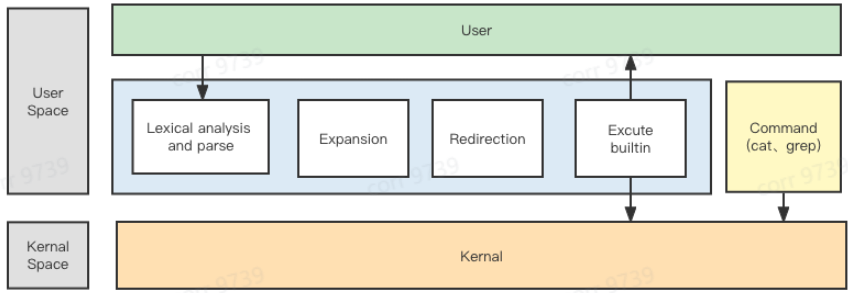 User
User
Space
Lexical analysis
and parse
Expansion
Redirection
Excute
builtin
Command
(cat、grep)
Kernal
Space
Kernal
corr 9739
corr 9739
corr 9739
corr 9739
corr 9739
corr 9739
corr 9739